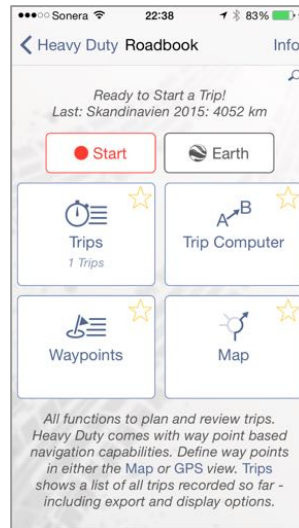 Sonera 22:38 83%
Heavy Duty Roadbook Info
Ready to Start a Trip!
Last: Skandinavien 2015: 4052 km
Start Earth
A B
Trips Trip Computer
1 Trips
Waypoints Map
All functions to plan and review trips.
Heavy Duty comes with way point based
navigation capabilities. Define way points
in either the Map or GPS view. Trips
shows a list of all trips recorded so far -
including export and display options.